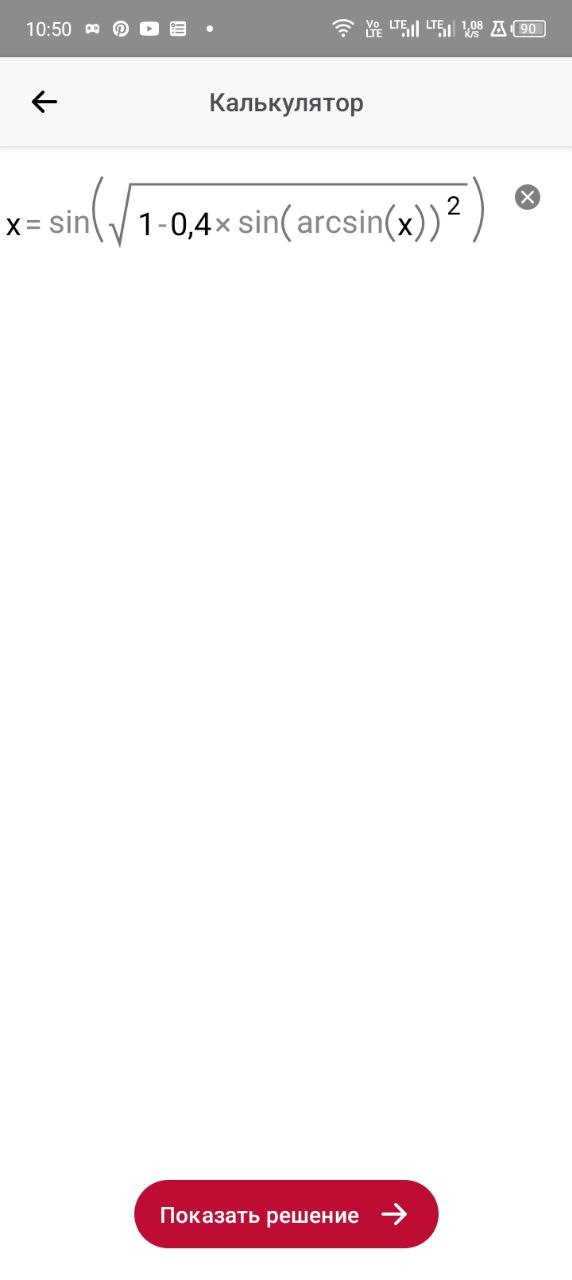 10:50 Vo LTE LTE LTE 1,08 K/S 90
Калькулятор
x = sin(√(1-0,4× sin(arcsin(x))²))
Показать решение